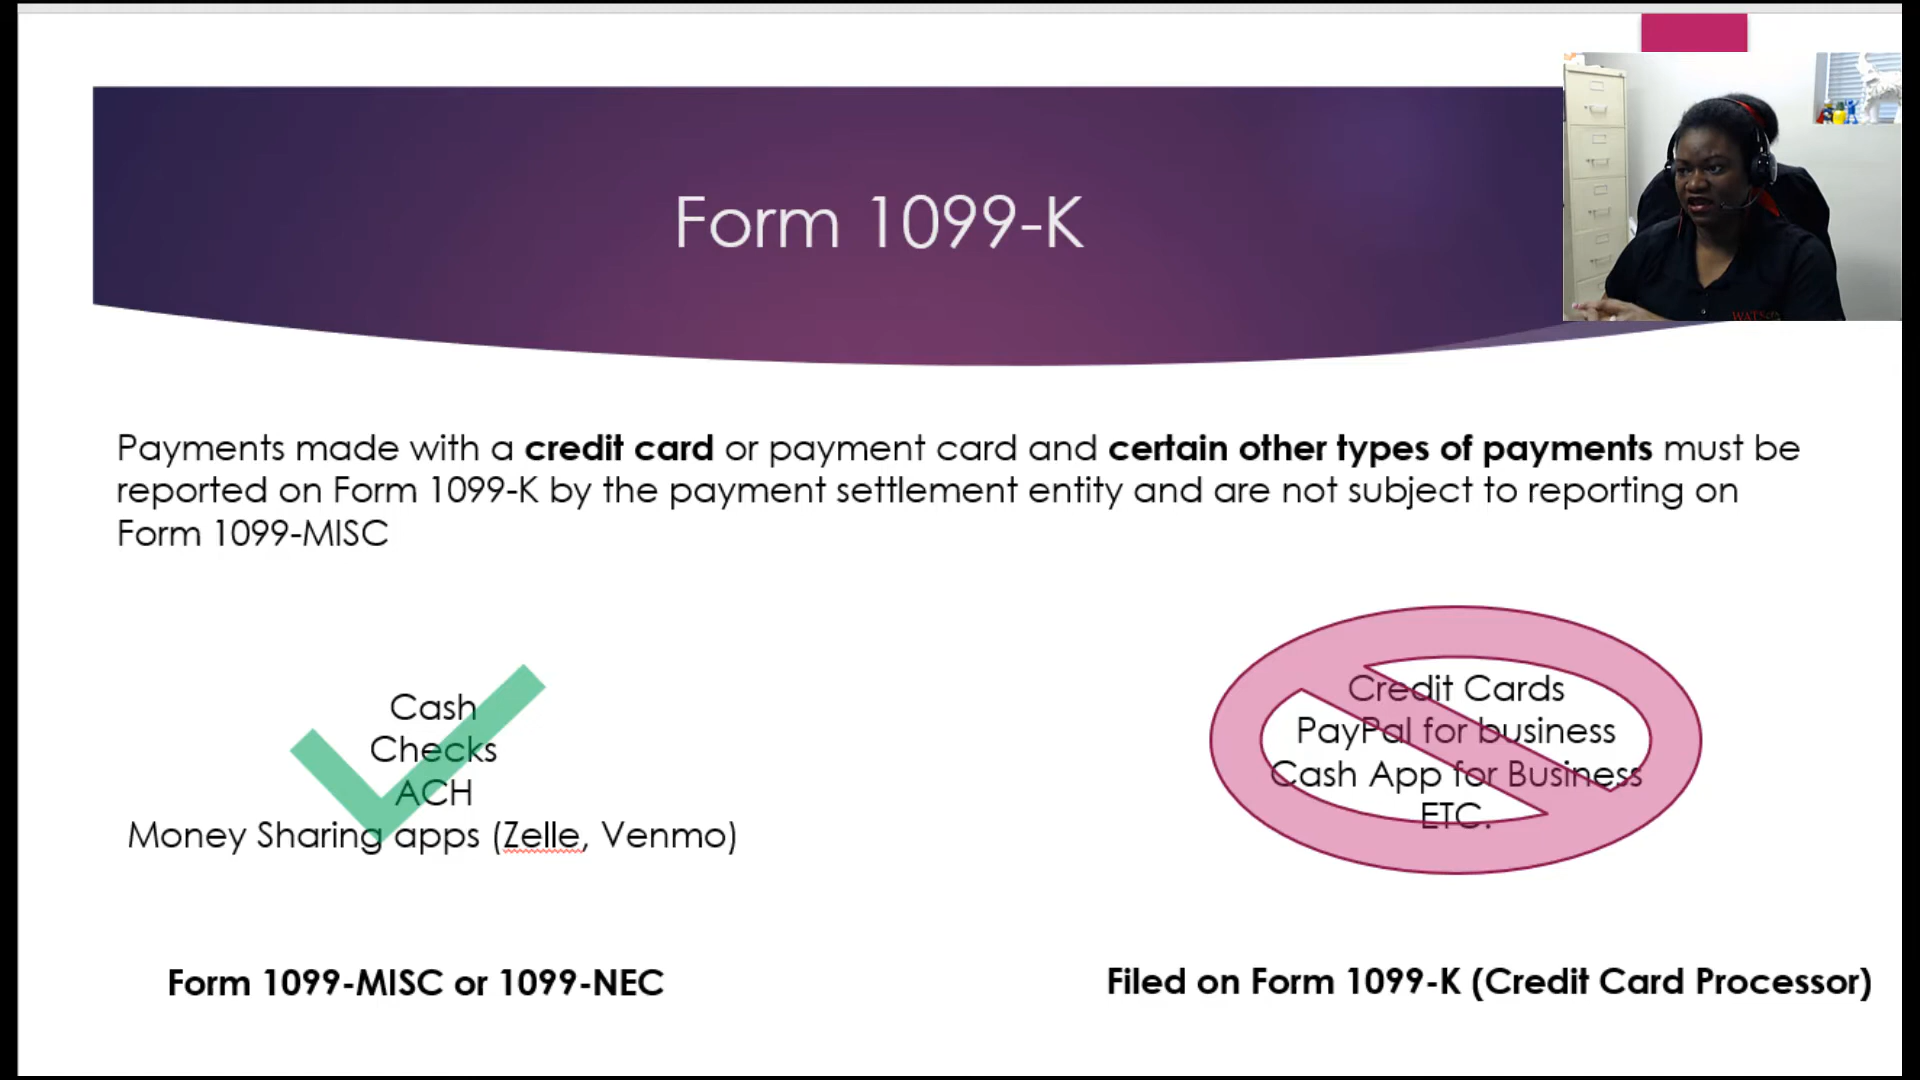 Form 1099-K
Payments made with a credit card or payment card and certain other types of payments must be
reported on Form 1099-K by the payment settlement entity and are not subject to reporting on
Form 1099-MISC
Cash
Checks
ACH
Money Sharing apps (Zelle, Venmo)
Form 1099-MISC or 1099-NEC
Credit Cards
PayPal for business
Cash App for Business
ETC.
Filed on Form 1099-K (Credit Card Processor)